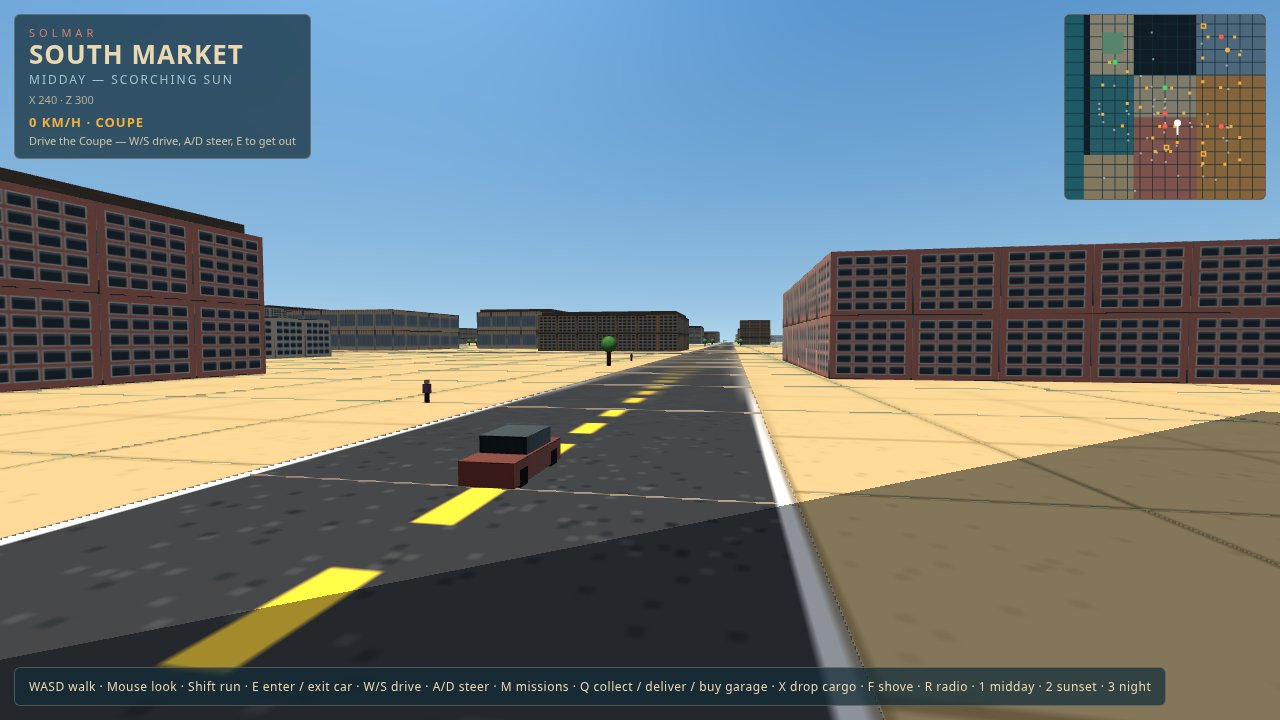 SOLMAR
SOUTH MARKET
MIDDAY — SCORCHING SUN
X 240 · Z 300
0 KM/H · COUPE
Drive the Coupe — W/S drive, A/D steer, E to get out
WASD walk · Mouse look · Shift run · E enter / exit car · W/S drive · A/D steer · M missions · Q collect / deliver / buy garage · X drop cargo · F shove · R radio · 1 midday · 2 sunset · 3 night